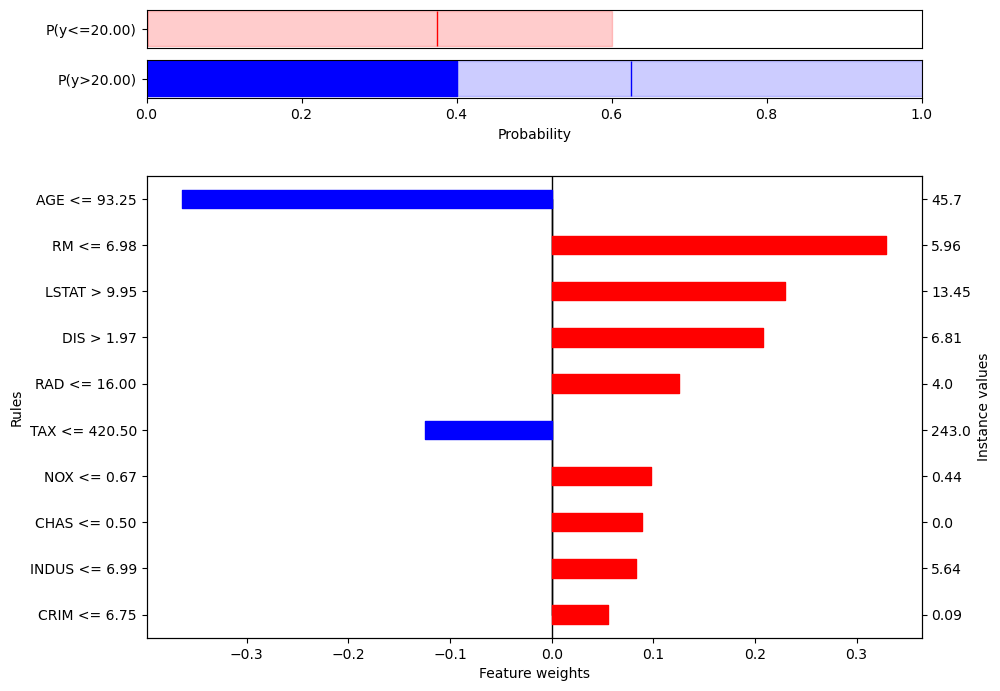 P(y<=20.00)
P(y>20.00)
0.0 0.2 0.4 0.6 0.8 1.0
Probability
AGE <= 93.25 45.7
RM <= 6.98 5.96
LSTAT > 9.95 13.45
DIS > 1.97 6.81
RAD <= 16.00 4.0
TAX <= 420.50 243.0
NOX <= 0.67 0.44
CHAS <= 0.50 0.0
INDUS <= 6.99 5.64
CRIM <= 6.75 0.09
Rules
Instance values
−0.3 −0.2 −0.1 0.0 0.1 0.2 0.3
Feature weights